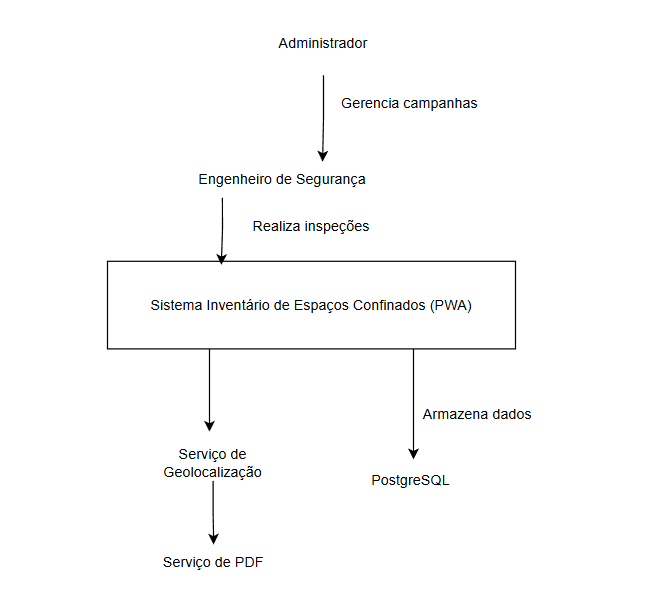 Administrador
Gerencia campanhas
Engenheiro de Segurança
Realiza inspeções
Sistema Inventário de Espaços Confinados (PWA)
Armazena dados
Serviço de
Geolocalização
PostgreSQL
Serviço de PDF